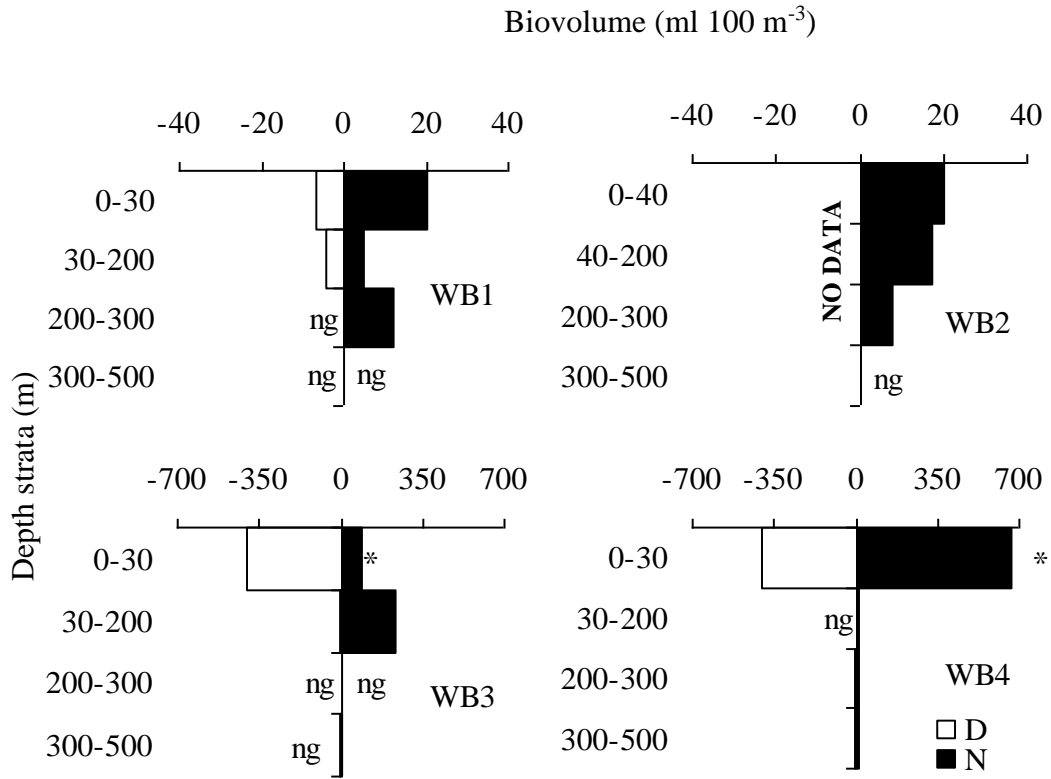 Biovolume (ml 100 m-3)
-40 -20 0 20 40
0-30
30-200
200-300
300-500
ng
ng ng
WB1
-40 -20 0 20 40
0-40
40-200
200-300
300-500
NO DATA
ng
WB2
Depth strata (m)
-700 -350 0 350 700
0-30
30-200
200-300
300-500
*
ng ng
ng
WB3
-700 -350 0 350 700
0-30
30-200
200-300
300-500
*
ng
WB4
D
N